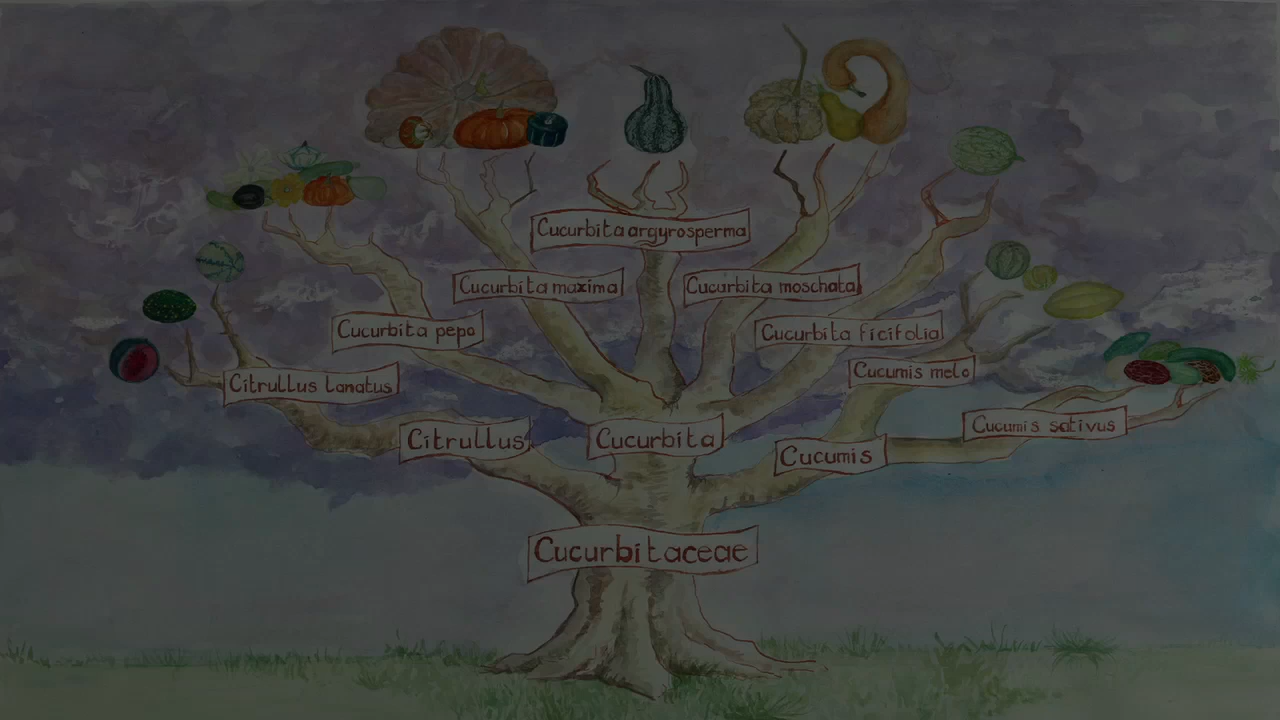 Cucurbita argyrosperma
Cucurbita maxima
Cucurbita moschata
Cucurbita pepo
Cucurbita ficifolia
Citrullus lanatus
Cucumis melo
Cucumis sativus
Citrullus
Cucurbita
Cucumis
Cucurbitaceae